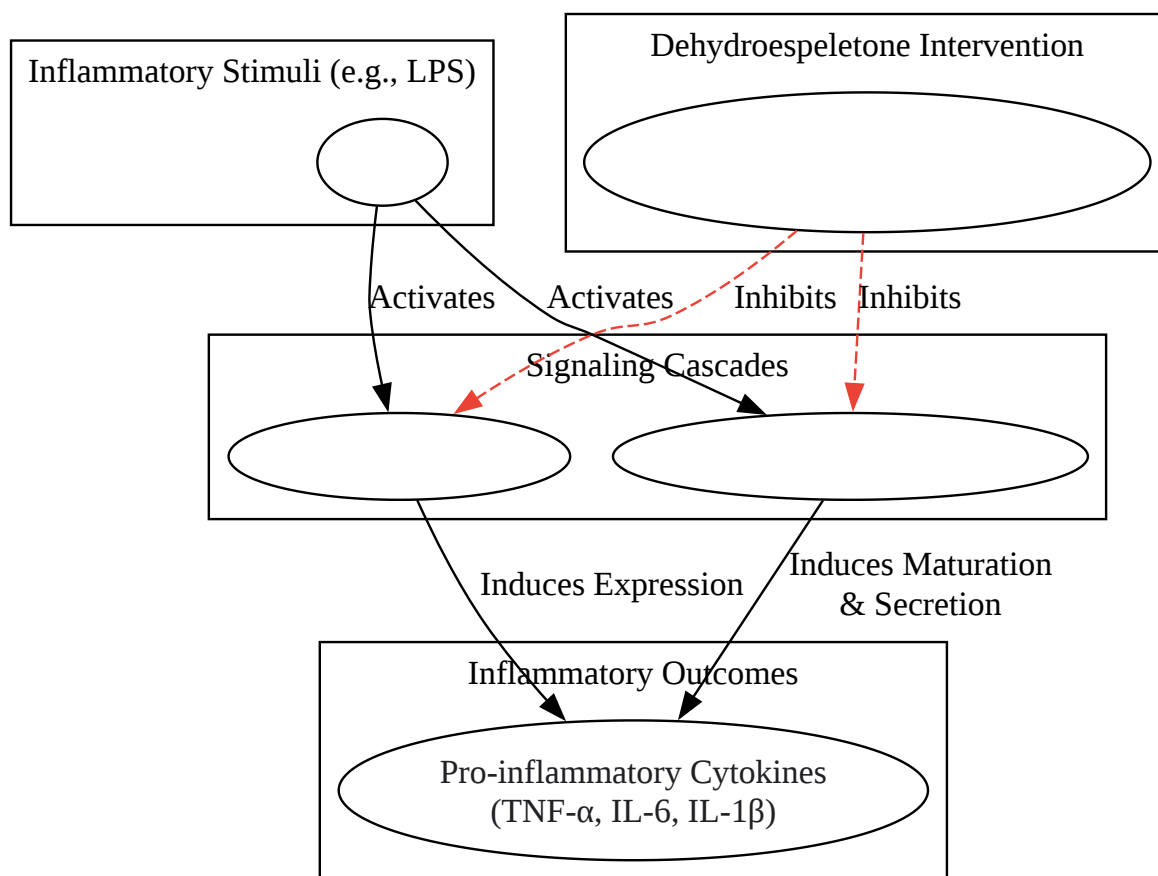 Inflammatory Stimuli (e.g., LPS)
Dehydroespeletone Intervention
Activates
Activates
Inhibits
Inhibits
Signaling Cascades
Induces Expression
Induces Maturation
& Secretion
Inflammatory Outcomes
Pro-inflammatory Cytokines
(TNF-α, IL-6, IL-1β)